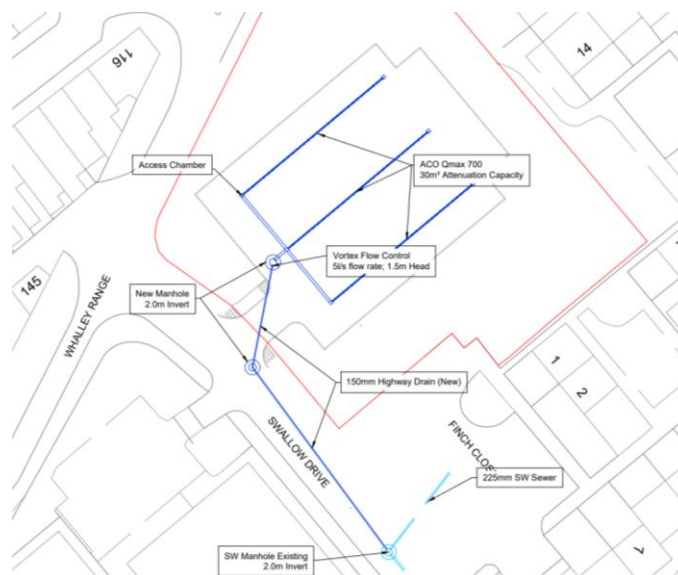 116
14
Access Chamber
ACO Qmax 700
30m³ Attenuation Capacity
Vortex Flow Control
5l/s flow rate; 1.5m Head
145
WHALLEY RANGE
New Manhole
2.0m Invert
150mm Highway Drain (New)
1
2
SWALLOW DRIVE
FINCH CLOSE
225mm SW Sewer
SW Manhole Existing
2.0m Invert
7